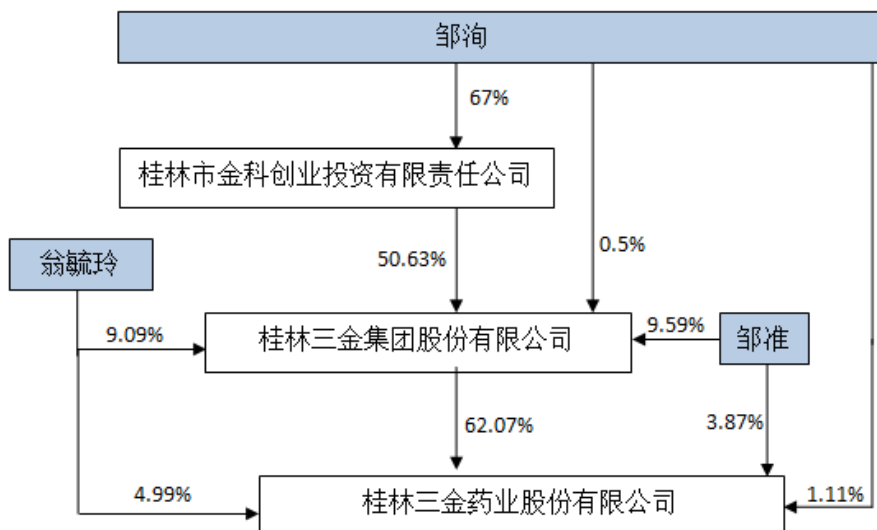 邹洵
67%
桂林市金科创业投资有限责任公司
50.63%
0.5%
翁毓玲
9.09%
桂林三金集团股份有限公司
9.59%
邹准
62.07%
3.87%
4.99%
桂林三金药业股份有限公司
1.11%